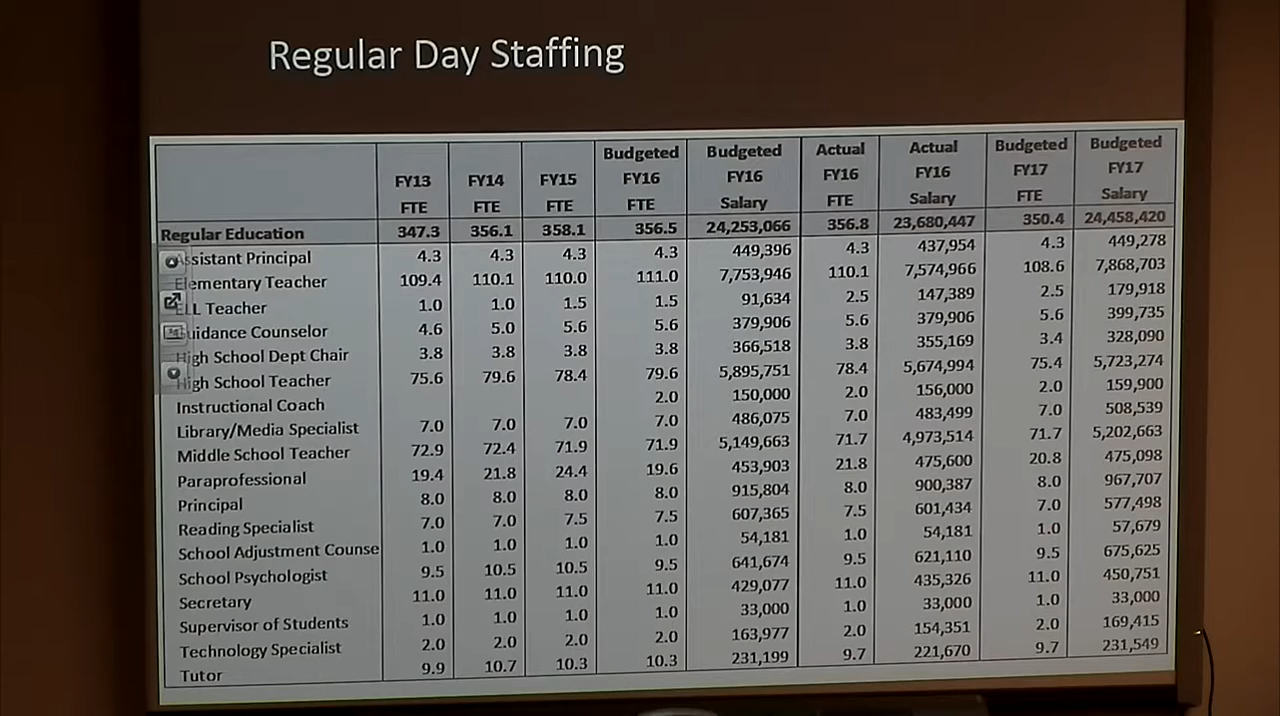 Regular Day Staffing
Budgeted Budgeted Actual Actual Budgeted Budgeted
FY13 FY14 FY15 FY16 FY16 FY16 FY16 FY17 FY17
FTE FTE FTE FTE Salary FTE Salary FTE Salary
Regular Education 347.3 356.1 358.1 356.5 24,253,066 356.8 23,680,447 350.4 24,458,420
Assistant Principal 4.3 4.3 4.3 4.3 449,396 4.3 437,954 4.3 449,278
Elementary Teacher 109.4 110.1 110.0 111.0 7,753,946 110.1 7,574,966 108.6 7,868,703
ELL Teacher 1.0 1.0 1.5 1.5 91,634 2.5 147,389 2.5 179,918
Guidance Counselor 4.6 5.0 5.6 5.6 379,906 5.6 379,906 5.6 399,735
High School Dept Chair 3.8 3.8 3.8 3.8 366,518 3.8 355,169 3.4 328,090
High School Teacher 75.6 79.6 78.4 79.6 5,895,751 78.4 5,674,994 75.4 5,723,274
Instructional Coach 2.0 150,000 2.0 156,000 2.0 159,900
Library/Media Specialist 7.0 7.0 7.0 7.0 486,075 7.0 483,499 7.0 508,539
Middle School Teacher 72.9 72.4 71.9 71.9 5,149,663 71.7 4,973,514 71.7 5,202,663
Paraprofessional 19.4 21.8 24.4 19.6 453,903 21.8 475,600 20.8 475,098
Principal 8.0 8.0 8.0 8.0 915,804 8.0 900,387 8.0 967,707
Reading Specialist 7.0 7.0 7.5 7.5 607,365 7.5 601,434 7.0 577,498
School Adjustment Counse 1.0 1.0 1.0 1.0 54,181 1.0 54,181 1.0 57,679
School Psychologist 9.5 10.5 10.5 9.5 641,674 9.5 621,110 9.5 675,625
Secretary 11.0 11.0 11.0 11.0 429,077 11.0 435,326 11.0 450,751
Supervisor of Students 1.0 1.0 1.0 1.0 33,000 1.0 33,000 1.0 33,000
Technology Specialist 2.0 2.0 2.0 2.0 163,977 2.0 154,351 2.0 169,415
Tutor 9.9 10.7 10.3 10.3 231,199 9.7 221,670 9.7 231,549